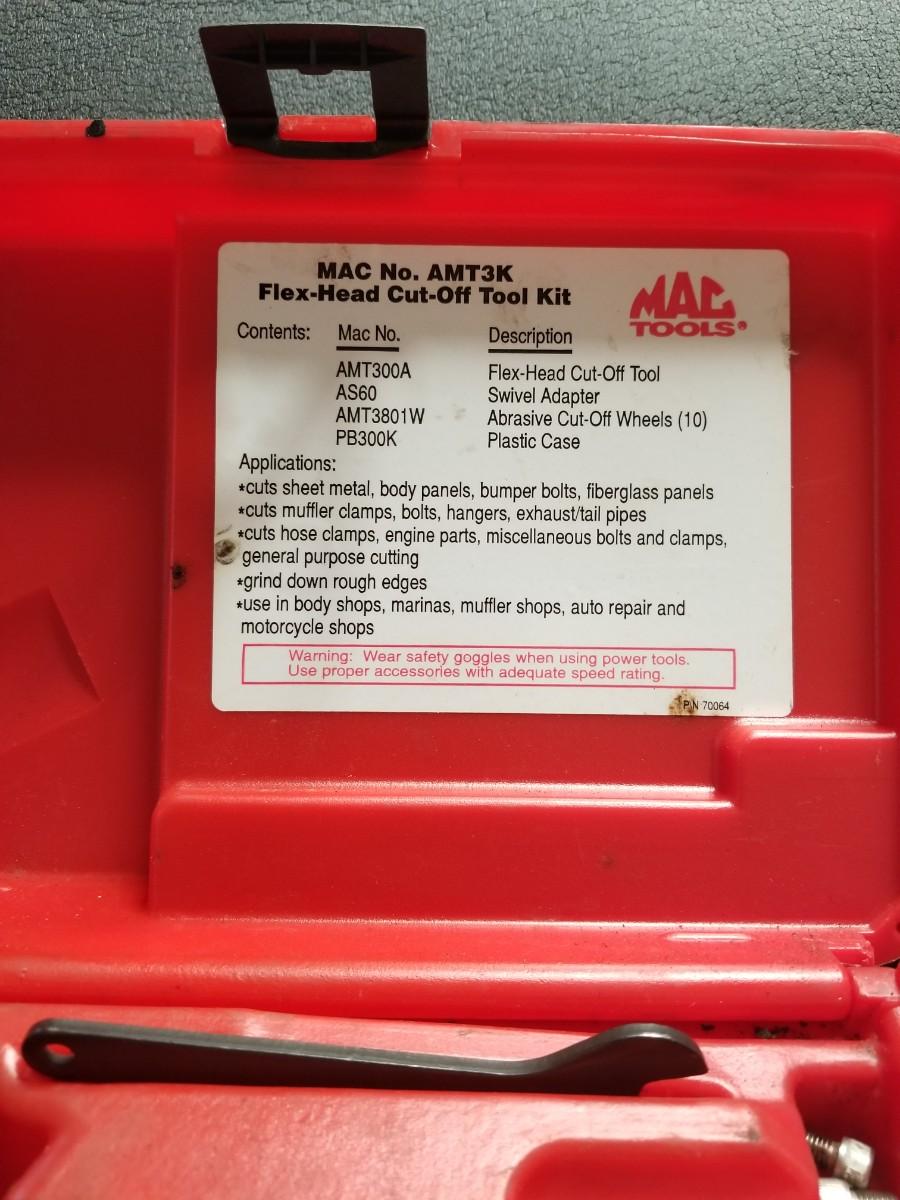 MAC No. AMT3K
Flex-Head Cut-Off Tool Kit
MAC
TOOLS®
Contents: Mac No. Description
AMT300A Flex-Head Cut-Off Tool
AS60 Swivel Adapter
AMT3801W Abrasive Cut-Off Wheels (10)
PB300K Plastic Case
Applications:
*cuts sheet metal, body panels, bumper bolts, fiberglass panels
*cuts muffler clamps, bolts, hangers, exhaust/tail pipes
*cuts hose clamps, engine parts, miscellaneous bolts and clamps,
general purpose cutting
*grind down rough edges
*use in body shops, marinas, muffler shops, auto repair and
motorcycle shops
Warning: Wear safety goggles when using power tools.
Use proper accessories with adequate speed rating.
P/N 70064